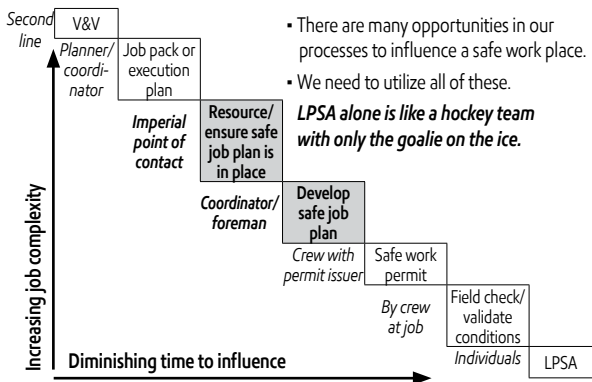 Second
line
V&V
Planner/
coordi-
nator
Job pack or
execution
plan
Imperial
point of
contact
Resource/
ensure safe
job plan is
in place
Coordinator/
foreman
Develop
safe job
plan
Crew with
permit issuer
Safe work
permit
By crew
at job
Field check/
validate
conditions
Individuals
LPSA
▪ There are many opportunities in our
processes to influence a safe work place.
▪ We need to utilize all of these.
LPSA alone is like a hockey team
with only the goalie on the ice.
Increasing job complexity
Diminishing time to influence